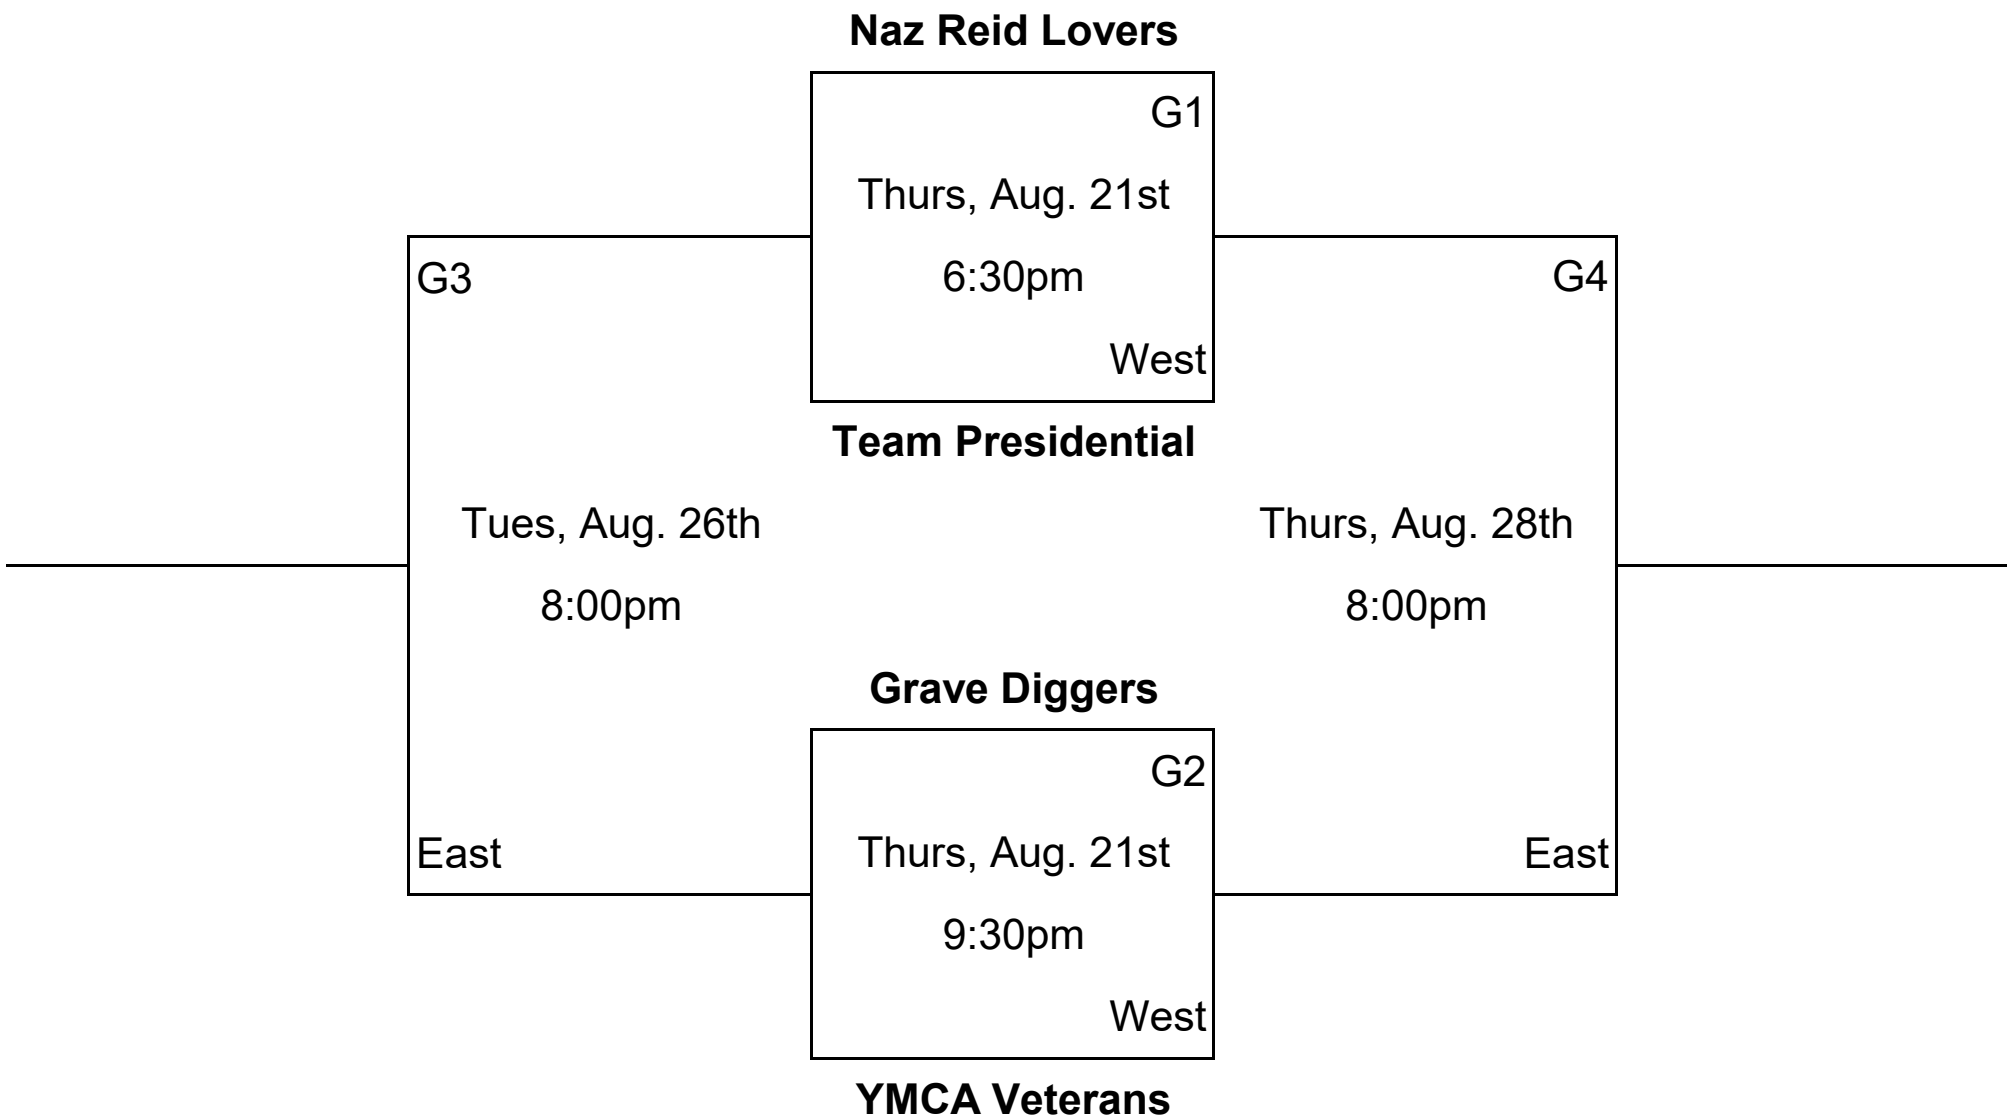 Naz Reid Lovers
G1
Thurs, Aug. 21st
G3
6:30pm
G4
West
Team Presidential
Tues, Aug. 26th
Thurs, Aug. 28th
8:00pm
8:00pm
Grave Diggers
G2
East
Thurs, Aug. 21st
East
9:30pm
West
YMCA Veterans